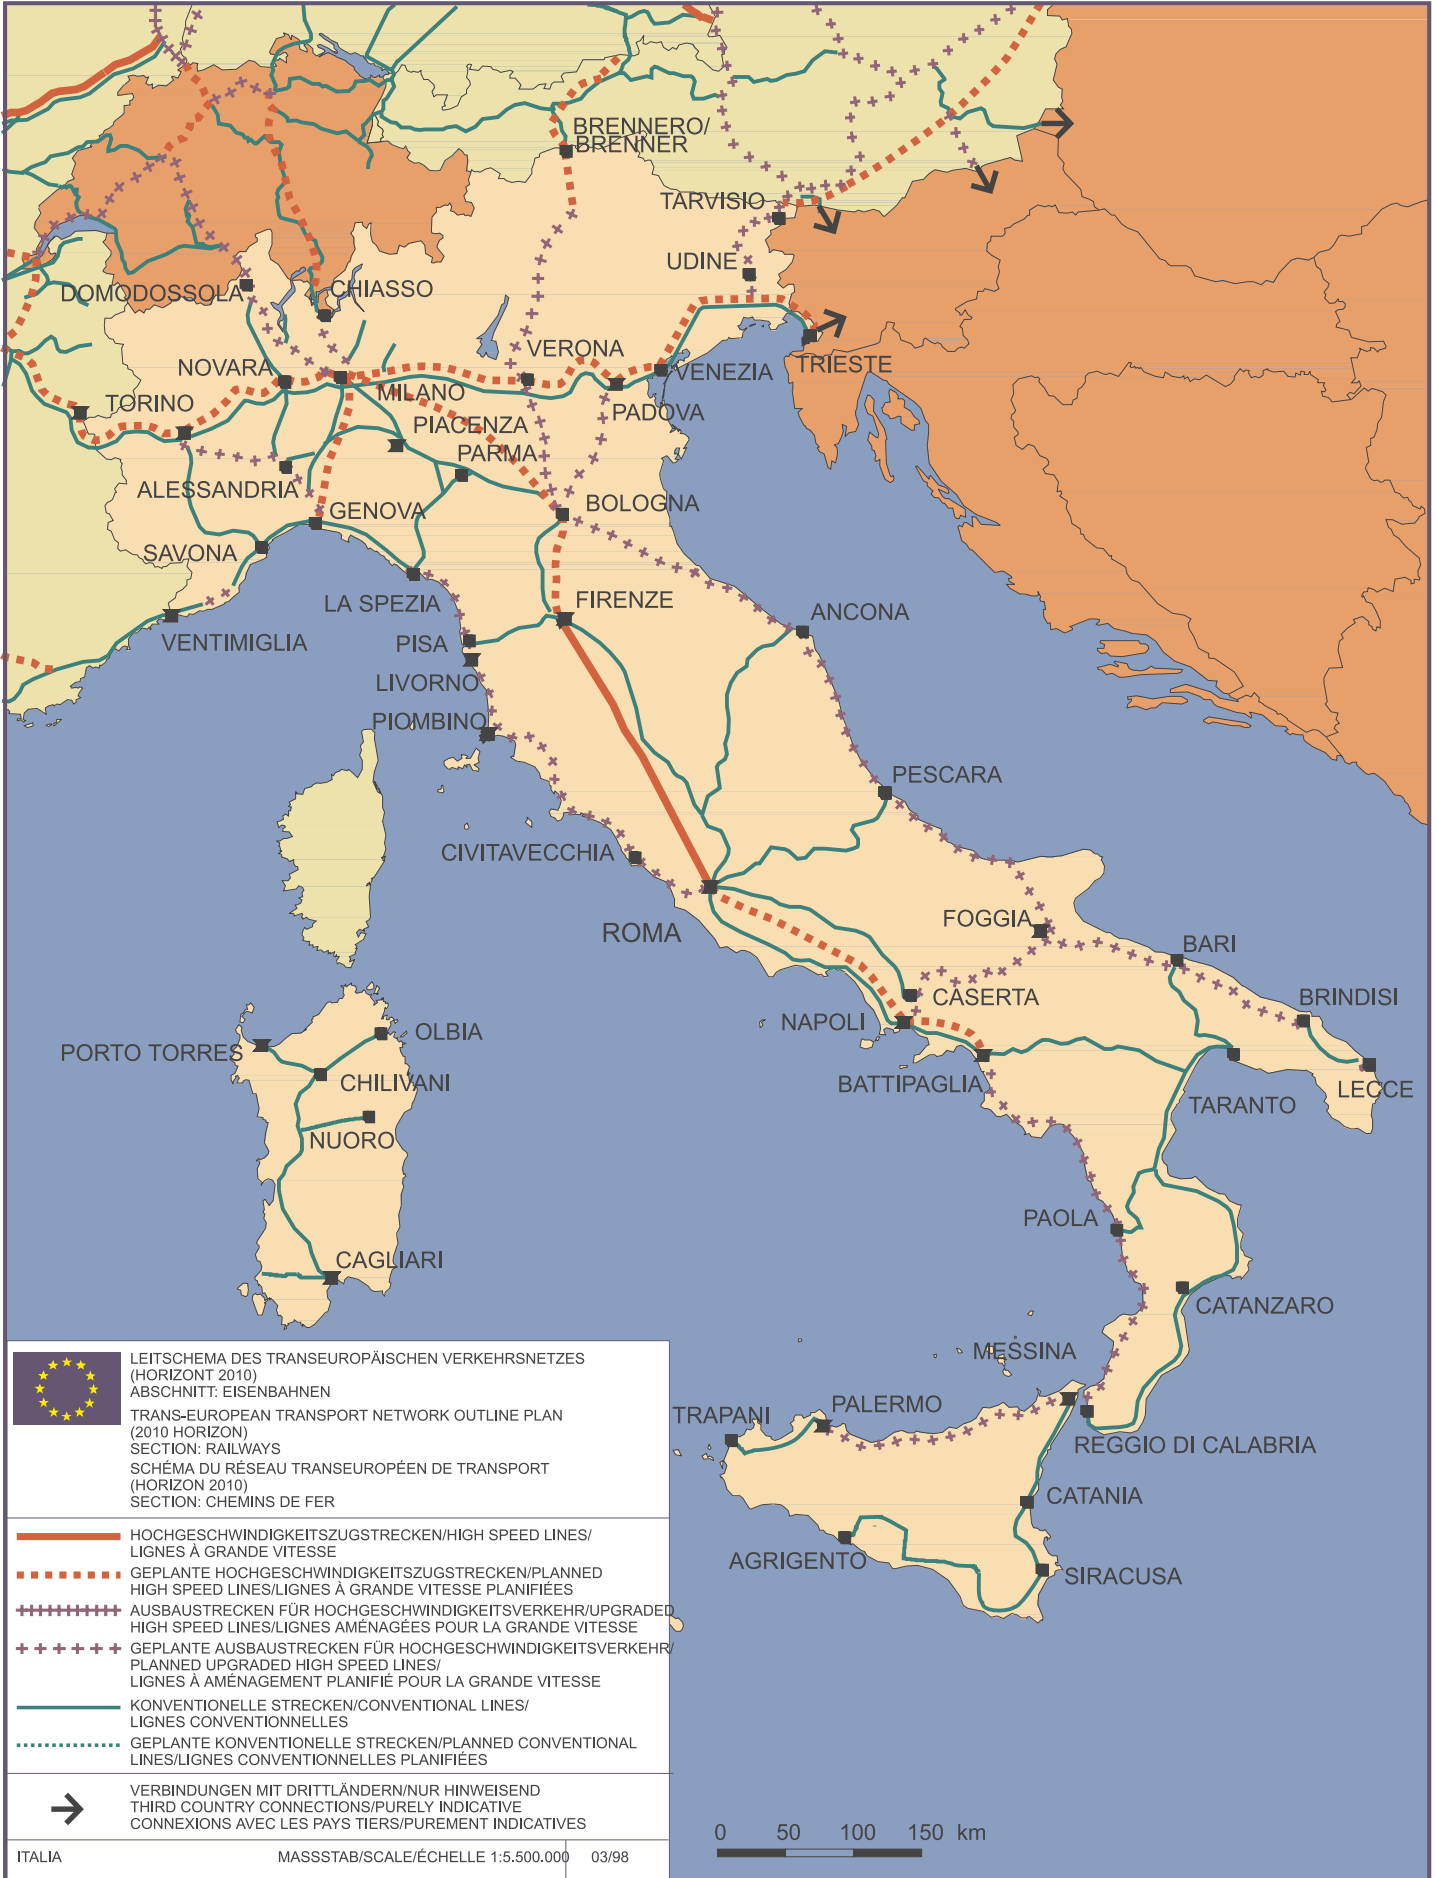 BRENNERO/
BRENNER
TARVISIO
UDINE
DOMODOSSOLA
CHIASSO
VERONA
NOVARA
VENEZIA
TRIESTE
MILANO
TORINO
PADOVA
PIACENZA
PARMA
ALESSANDRIA
BOLOGNA
GENOVA
SAVONA
LA SPEZIA
FIRENZE
ANCONA
VENTIMIGLIA
PISA
LIVORNO
PIOMBINO
PESCARA
CIVITAVECCHIA
FOGGIA
ROMA
BARI
CASERTA
BRINDISI
NAPOLI
OLBIA
PORTO TORRES
CHILIVANI
BATTIPAGLIA
LECCE
TARANTO
NUORO
PAOLA
CAGLIARI
CATANZARO
MESSINA
PALERMO
TRAPANI
REGGIO DI CALABRIA
CATANIA
AGRIGENTO
SIRACUSA
LEITSCHEMA DES TRANSEUROPÄISCHEN VERKEHRSNETZES
(HORIZONT 2010)
ABSCHNITT: EISENBAHNEN
TRANS-EUROPEAN TRANSPORT NETWORK OUTLINE PLAN
(2010 HORIZON)
SECTION: RAILWAYS
SCHÉMA DU RÉSEAU TRANSEUROPÉEN DE TRANSPORT
(HORIZON 2010)
SECTION: CHEMINS DE FER
HOCHGESCHWINDIGKEITSZUGSTRECKEN/HIGH SPEED LINES/
LIGNES À GRANDE VITESSE
GEPLANTE HOCHGESCHWINDIGKEITSZUGSTRECKEN/PLANNED
HIGH SPEED LINES/LIGNES À GRANDE VITESSE PLANIFIÉES
AUSBAUSTRECKEN FÜR HOCHGESCHWINDIGKEITSVERKEHR/UPGRADED
HIGH SPEED LINES/LIGNES AMÉNAGÉES POUR LA GRANDE VITESSE
GEPLANTE AUSBAUSTRECKEN FÜR HOCHGESCHWINDIGKEITSVERKEHR/
PLANNED UPGRADED HIGH SPEED LINES/
LIGNES À AMÉNAGEMENT PLANIFIÉ POUR LA GRANDE VITESSE
KONVENTIONELLE STRECKEN/CONVENTIONAL LINES/
LIGNES CONVENTIONNELLES
GEPLANTE KONVENTIONELLE STRECKEN/PLANNED CONVENTIONAL
LINES/LIGNES CONVENTIONNELLES PLANIFIÉES
VERBINDUNGEN MIT DRITTLÄNDERN/NUR HINWEISEND
THIRD COUNTRY CONNECTIONS/PURELY INDICATIVE
CONNEXIONS AVEC LES PAYS TIERS/PUREMENT INDICATIVES
ITALIA MASSSTAB/SCALE/ÉCHELLE 1:5.500.000 03/98
0 50 100 150 km